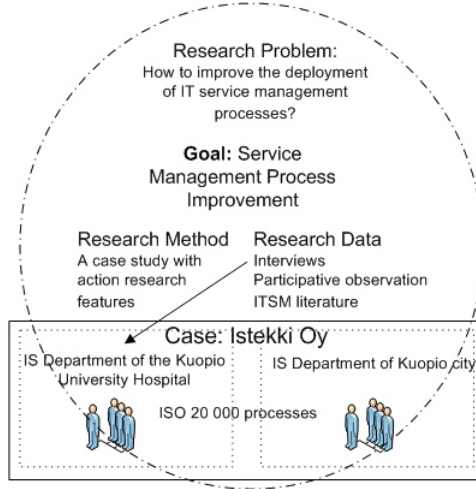 Research Problem:
How to improve the deployment
of IT service management
processes?
Goal: Service
Management Process
Improvement
Research Method
A case study with
action research
features
Research Data
Interviews
Participative observation
ITSM literature
Case: Istekki Oy
IS Department of the Kuopio
University Hospital
IS Department of Kuopio city
ISO 20 000 processes